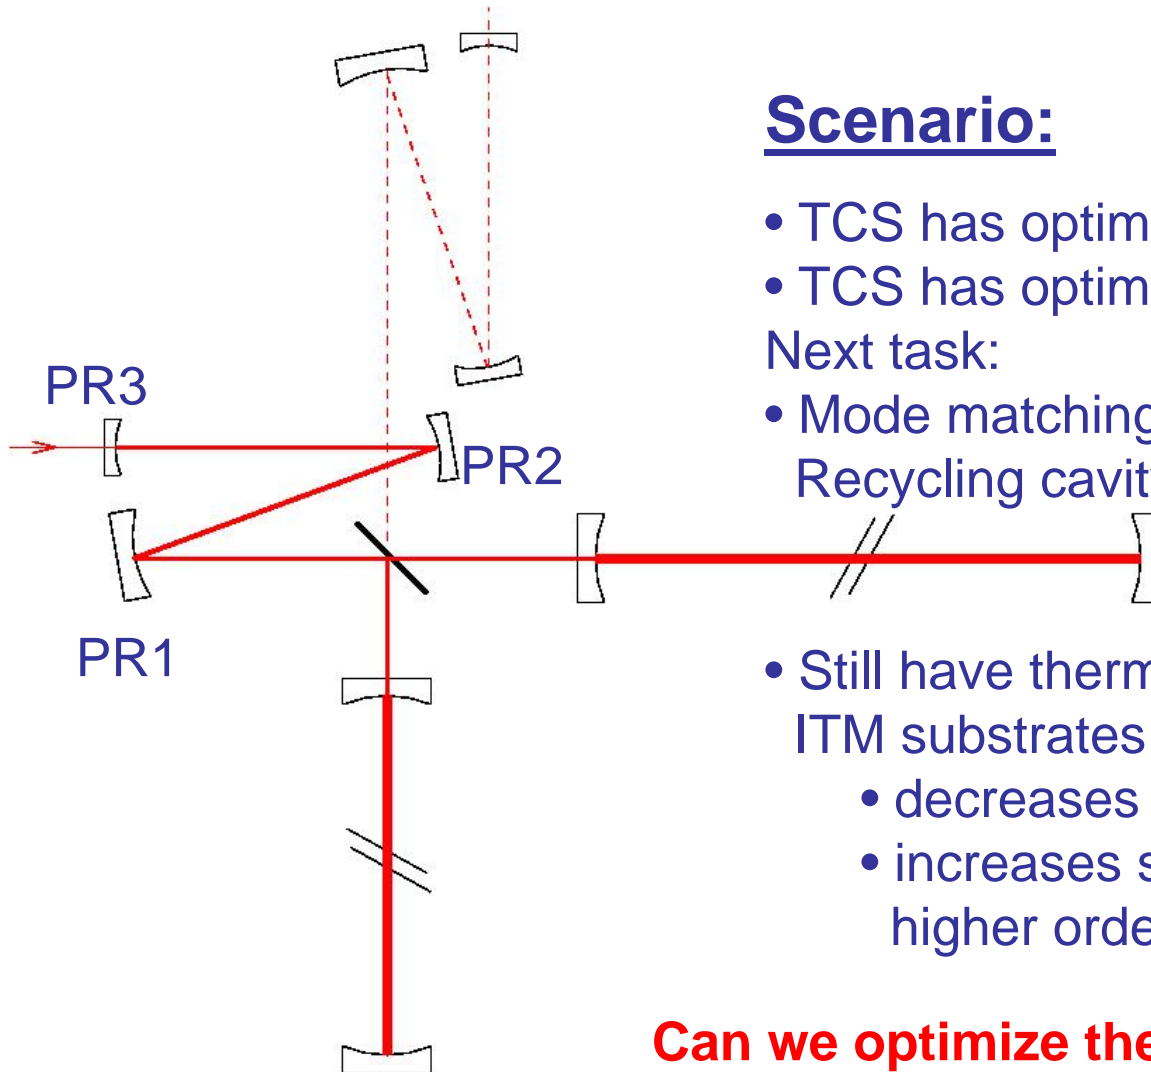 Scenario:
• TCS has optim
• TCS has optim
Next task:
• Mode matching
Recycling cavit
PR3
PR2
PR1
• Still have therm
ITM substrates
• decreases
• increases s
higher orde
Can we optimize the